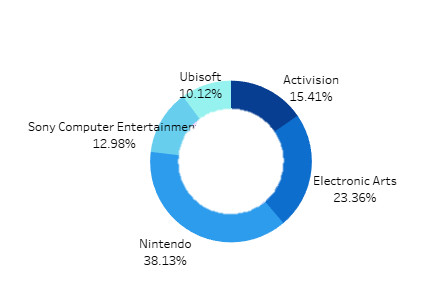 Ubisoft
10.12%
Activision
15.41%
Sony Computer Entertainmen
12.98%
Electronic Arts
23.36%
Nintendo
38.13%